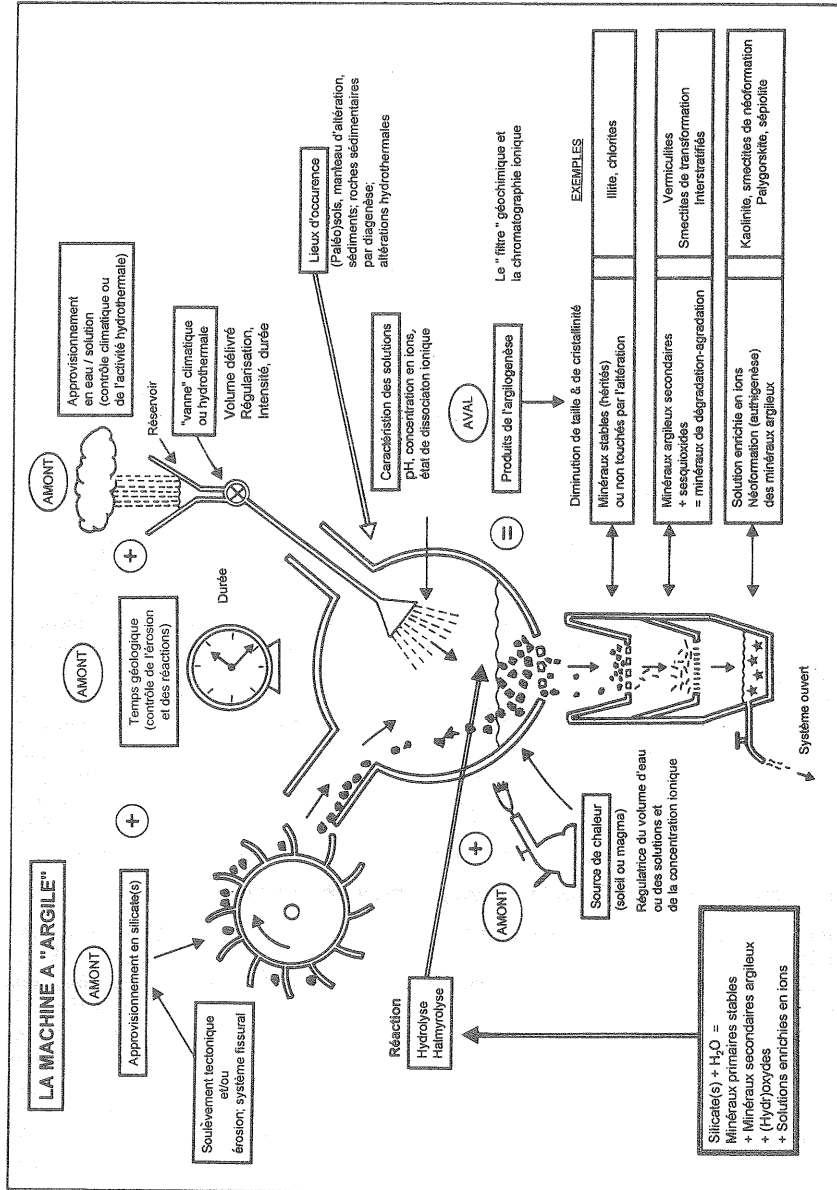 LA MACHINE A "ARGILE"
AMONT
Approvisionnement en silicate(s)
Soulèvement tectonique
et/ou
érosion; système fissural
+
AMONT
Temps géologique
(contrôle de l'érosion
et des réactions)
Durée
+
AMONT
Approvisionnement
en eau / solution
(contrôle climatique ou
de l'activité hydrothermale)
Réservoir
"vanne" climatique
ou hydrothermale
Volume délivré
Régularisation,
Intensité, durée
Lieux d'occurence
(Paléo)sols, manteau d'altération,
sédiments; roches sédimentaires
par diagenèse;
altérations hydrothermales
Caractéristion des solutions
pH, concentration en ions,
état de dissociation ionique
Réaction
Hydrolyse
Halmyrolyse
+
AMONT
Source de chaleur
(soleil ou magma)
Régulatrice du volume d'eau
ou des solutions et
de la concentration ionique
=
AVAL
Produits de l'argilogenèse
Le " filtre " géochimique et
la chromatographie ionique
Diminution de taille & de cristallinité
EXEMPLES
Minéraux stables (hérités)
ou non touchés par l'altération
Illite, chlorites
Minéraux argileux secondaires
+ sesquioxides
= minéraux de dégradation-agradation
Vermiculites
Smectites de transformation
Interstratifiés
Solution enrichie en ions
Néoformation (authigenèse)
des minéraux argileux
Kaolinite, smectites de néoformation
Palygorskite, sépiolite
Système ouvert
Silicate(s) + H₂O =
Minéraux primaires stables
+ Minéraux secondaires argileux
+ (Hydr)oxydes
+ Solutions enrichies en ions